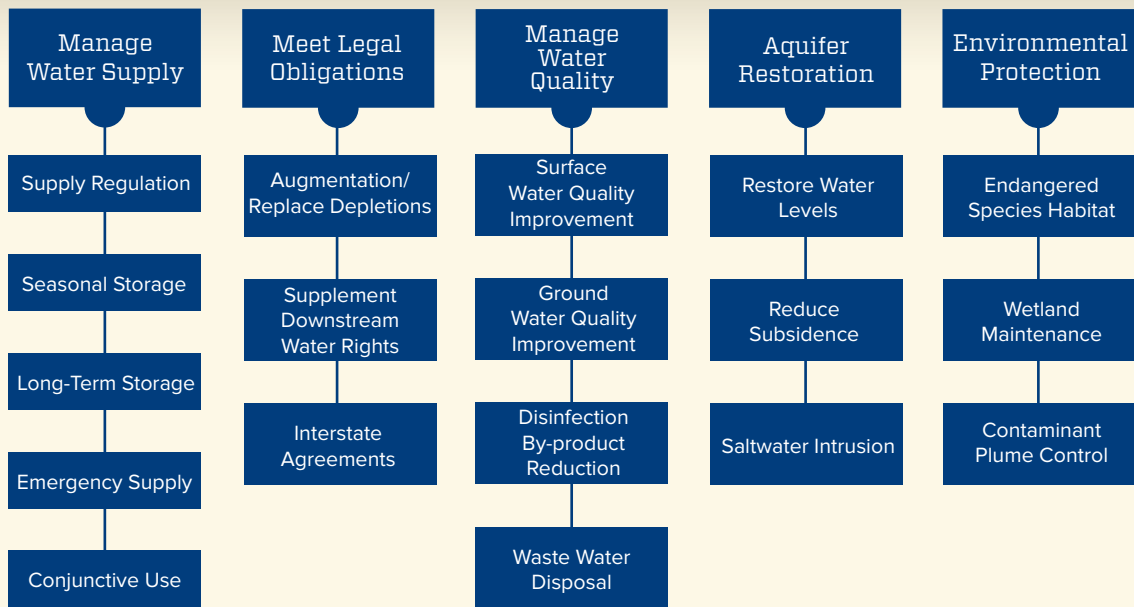 Manage
Water Supply
Supply Regulation
Seasonal Storage
Long-Term Storage
Emergency Supply
Conjunctive Use
Meet Legal
Obligations
Augmentation/
Replace Depletions
Supplement
Downstream
Water Rights
Interstate
Agreements
Manage
Water
Quality
Surface
Water Quality
Improvement
Ground
Water Quality
Improvement
Disinfection
By-product
Reduction
Waste Water
Disposal
Aquifer
Restoration
Restore Water
Levels
Reduce
Subsidence
Saltwater Intrusion
Environmental
Protection
Endangered
Species Habitat
Wetland
Maintenance
Contaminant
Plume Control